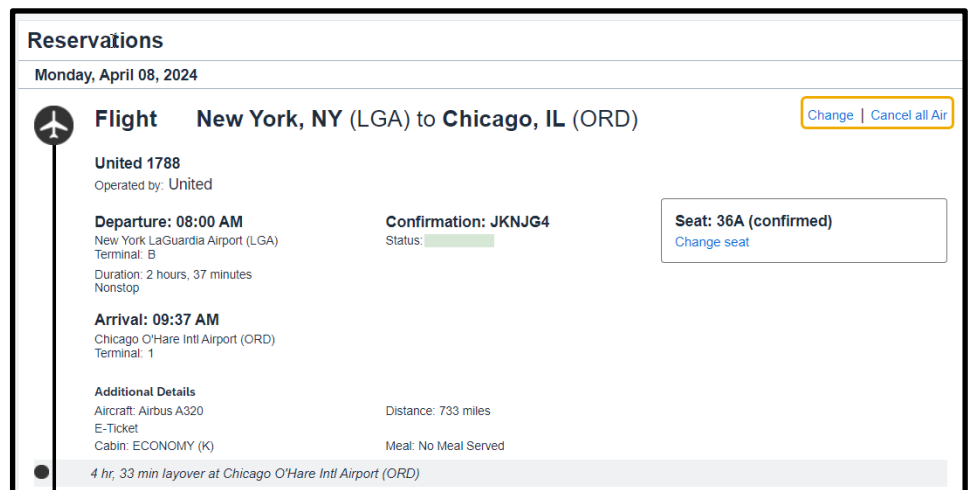 Reservations
Monday, April 08, 2024
Flight New York, NY (LGA) to Chicago, IL (ORD)
Change | Cancel all Air
United 1788
Operated by: United
Departure: 08:00 AM
New York LaGuardia Airport (LGA)
Terminal: B
Duration: 2 hours, 37 minutes
Nonstop
Confirmation: JKNJG4
Status:
Seat: 36A (confirmed)
Change seat
Arrival: 09:37 AM
Chicago O'Hare Intl Airport (ORD)
Terminal: 1
Additional Details
Aircraft: Airbus A320
Distance: 733 miles
E-Ticket
Cabin: ECONOMY (K)
Meal: No Meal Served
4 hr, 33 min layover at Chicago O'Hare Intl Airport (ORD)